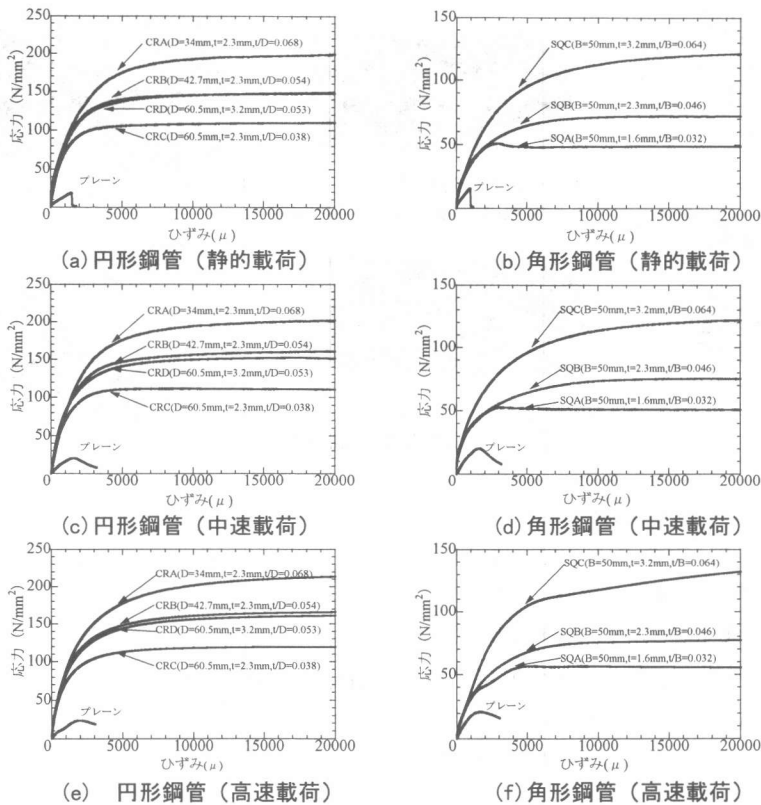 250
200
150
100
50
0
5000
10000
15000
20000
応力 (N/mm²)
ひずみ(μ)
CRA(D=34mm,t=2.3mm,t/D=0.068)
CRB(D=42.7mm,t=2.3mm,t/D=0.054)
CRD(D=60.5mm,t=3.2mm,t/D=0.053)
CRC(D=60.5mm,t=2.3mm,t/D=0.038)
プレーン
(a)円形鋼管（静的載荷）
150
100
50
0
5000
10000
15000
20000
応力 (N/mm²)
ひずみ(μ)
SQC(B=50mm,t=3.2mm,t/B=0.064)
SQB(B=50mm,t=2.3mm,t/B=0.046)
SQA(B=50mm,t=1.6mm,t/B=0.032)
プレーン
(b)角形鋼管（静的載荷）
250
200
150
100
50
0
5000
10000
15000
20000
応力 (N/mm²)
ひずみ(μ)
CRA(D=34mm,t=2.3mm,t/D=0.068)
CRB(D=42.7mm,t=2.3mm,t/D=0.054)
CRD(D=60.5mm,t=3.2mm,t/D=0.053)
CRC(D=60.5mm,t=2.3mm,t/D=0.038)
プレーン
(c)円形鋼管（中速載荷）
150
100
50
0
5000
10000
15000
20000
応力 (N/mm²)
ひずみ(μ)
SQC(B=50mm,t=3.2mm,t/B=0.064)
SQB(B=50mm,t=2.3mm,t/B=0.046)
SQA(B=50mm,t=1.6mm,t/B=0.032)
プレーン
(d)角形鋼管（中速載荷）
250
200
150
100
50
0
5000
10000
15000
20000
応力 (N/mm²)
ひずみ(μ)
CRA(D=34mm,t=2.3mm,t/D=0.068)
CRB(D=42.7mm,t=2.3mm,t/D=0.054)
CRD(D=60.5mm,t=3.2mm,t/D=0.053)
CRC(D=60.5mm,t=2.3mm,t/D=0.038)
プレーン
(e) 円形鋼管（高速載荷）
150
100
50
0
5000
10000
15000
20000
応力 (N/mm²)
ひずみ(μ)
SQC(B=50mm,t=3.2mm,t/B=0.064)
SQB(B=50mm,t=2.3mm,t/B=0.046)
SQA(B=50mm,t=1.6mm,t/B=0.032)
プレーン
(f)角形鋼管（高速載荷）